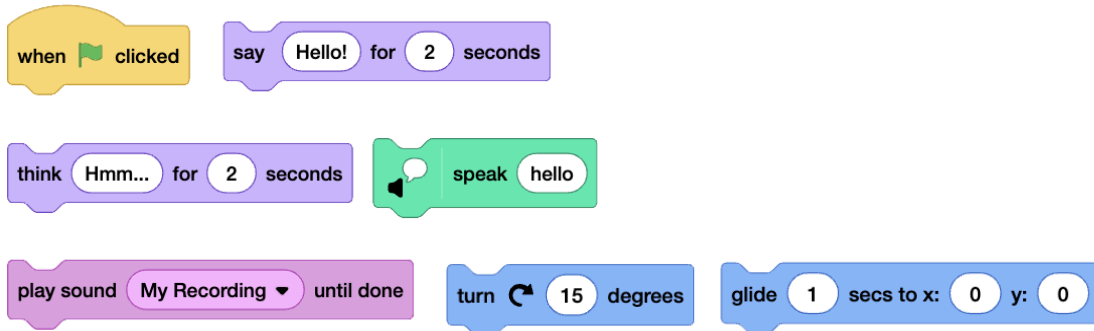 when clicked say Hello! for 2 seconds
think Hmm... for 2 seconds speak hello
play sound My Recording until done turn 15 degrees glide 1 secs to x: 0 y: 0